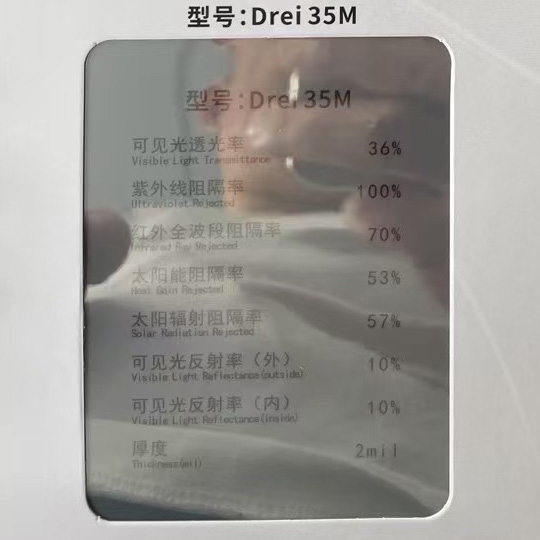 型号:Drei 35M
型号:Drei 35M
可见光透光率 36%
Visible Light Transmittance
紫外线阻隔率 100%
Ultraviolet Rejected
红外全波段阻隔率 70%
Infrared Ray Rejected
太阳能阻隔率 53%
Heat Gain Rejected
太阳辐射阻隔率 57%
Solar Radiation Rejected
可见光反射率（外） 10%
Visible Light Reflectance(outside)
可见光反射率（内） 10%
Visible Light Reflectance(inside)
厚度 2mil
Thickness(mil)